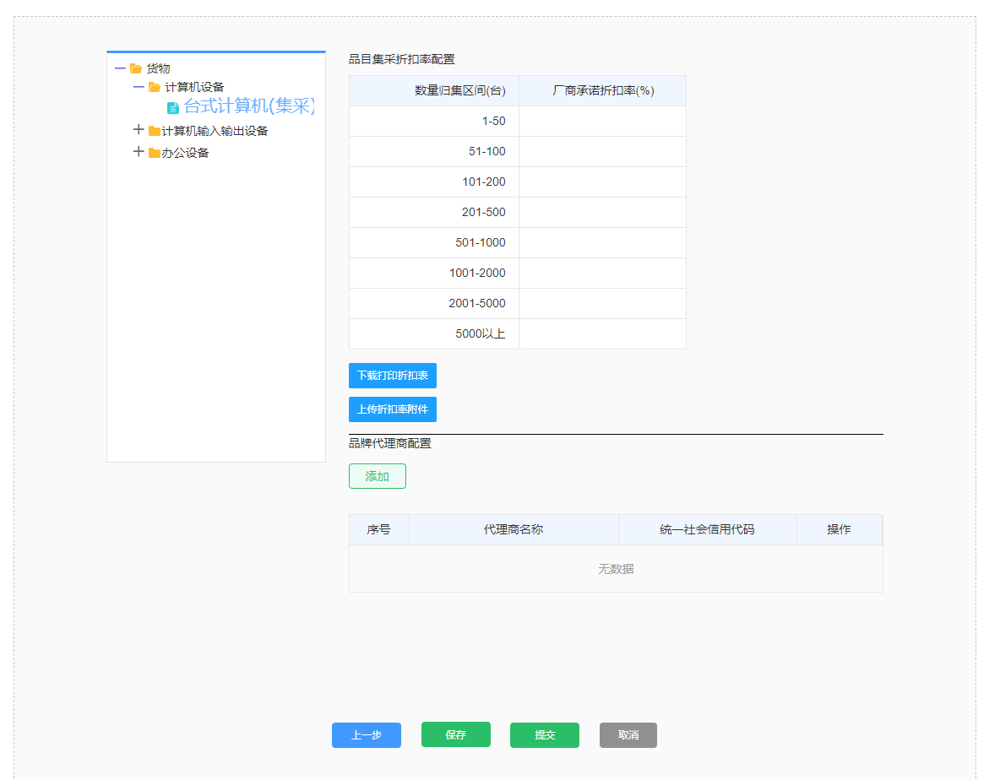 货物
计算机设备
台式计算机(集采)
计算机输入输出设备
办公设备
品目集采折扣率配置
数量归集区间(台) 厂商承诺折扣率(%)
1-50
51-100
101-200
201-500
501-1000
1001-2000
2001-5000
5000以上
下载打印折扣表
上传折扣率附件
品牌代理商配置
添加
序号 代理商名称 统一社会信用代码 操作
无数据
上一步 保存 提交 取消